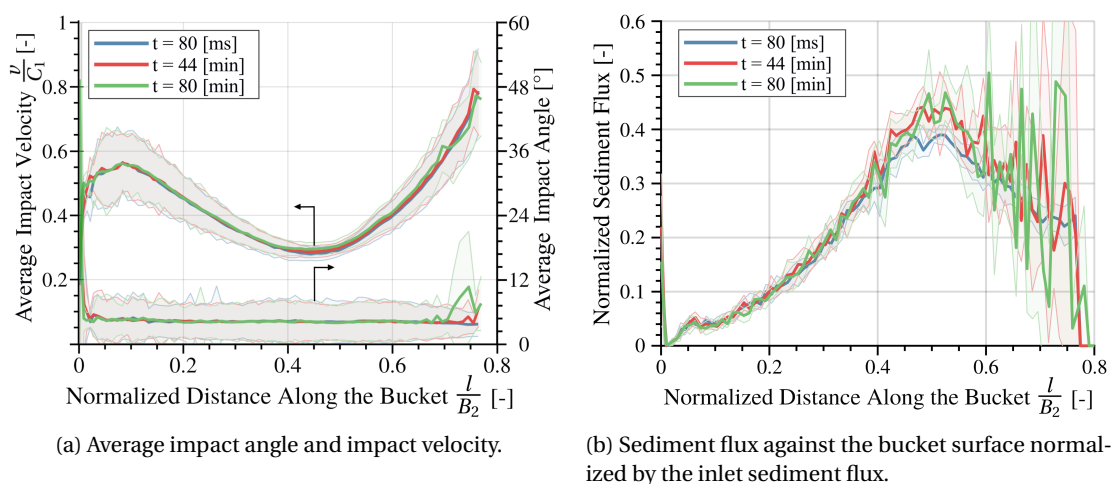 1
0.8
0.6
0.4
0.2
Average Impact Velocity v/C₁ [-]
t = 80 [ms]
t = 44 [min]
t = 80 [min]
60
48
36
24
12
0
Average Impact Angle [°]
0
0.2
0.4
0.6
0.8
Normalized Distance Along the Bucket l/B₂ [-]
(a) Average impact angle and impact velocity.
0.6
0.5
0.4
0.3
0.2
0.1
0
Normalized Sediment Flux [-]
t = 80 [ms]
t = 44 [min]
t = 80 [min]
0.2
0.4
0.6
0.8
Normalized Distance Along the Bucket l/B₂ [-]
(b) Sediment flux against the bucket surface normal-
ized by the inlet sediment flux.